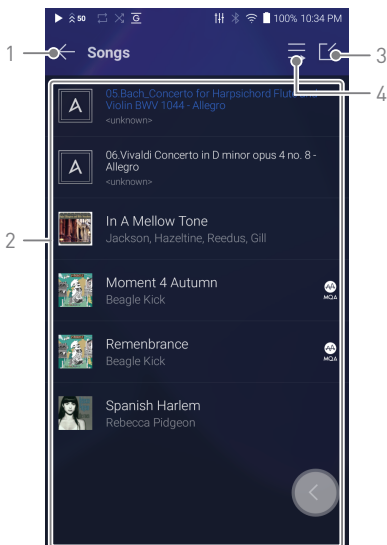 50 G 100% 10:34 PM
1 Songs 3
4
05.Bach_Concerto for Harpsichord Flute and
Violin BWV 1044 - Allegro
<unknown>
06.Vivaldi Concerto in D minor opus 4 no. 8 -
Allegro
<unknown>
2
In A Mellow Tone
Jackson, Hazeltine, Reedus, Gill
Moment 4 Autumn
Beagle Kick
MQA
Remenbrance
Beagle Kick
MQA
Spanish Harlem
Rebecca Pidgeon